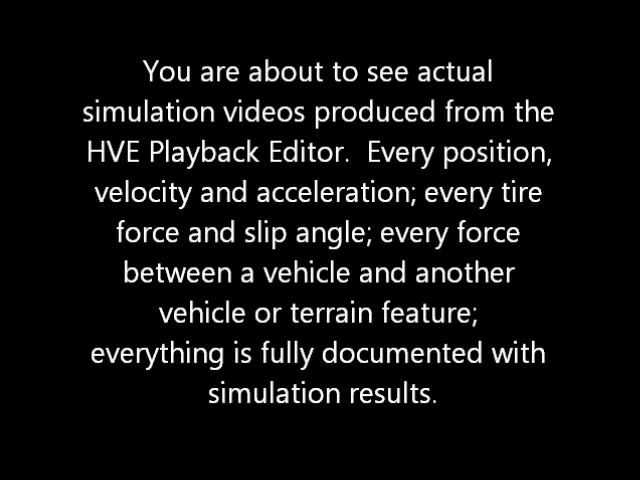 You are about to see actual
simulation videos produced from the
HVE Playback Editor.  Every position,
velocity and acceleration; every tire
force and slip angle; every force
between a vehicle and another
vehicle or terrain feature;
everything is fully documented with
simulation results.